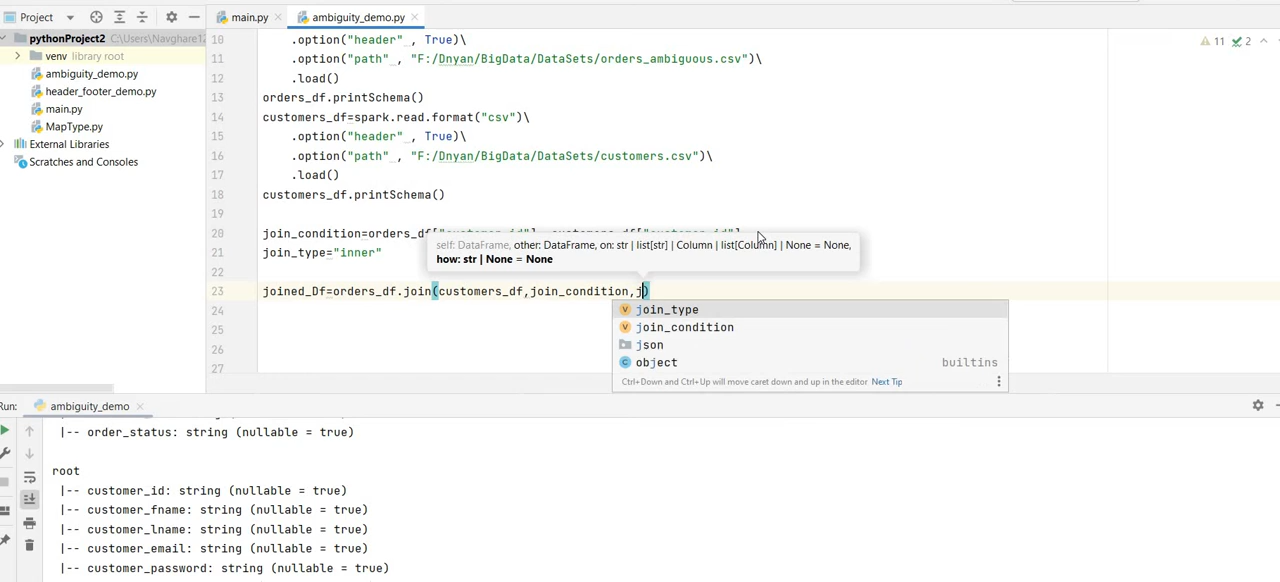 Project
main.py
ambiguity_demo.py
pythonProject2 C:\Users\Navghare12
venv library root
ambiguity_demo.py
header_footer_demo.py
main.py
MapType.py
External Libraries
Scratches and Consoles
11 2
10 .option("header" , True)\
11 .option("path" , "F:/Dnyan/BigData/DataSets/orders_ambiguous.csv")\
12 .load()
13 orders_df.printSchema()
14 customers_df=spark.read.format("csv")\
15 .option("header" , True)\
16 .option("path" , "F:/Dnyan/BigData/DataSets/customers.csv")\
17 .load()
18 customers_df.printSchema()
19
20 join_condition=orders_df["customer_id"] customers_df["customer_id"]
self: DataFrame, other: DataFrame, on: str | list[str] | Column | list[Column] | None = None,
how: str | None = None
21 join_type="inner"
22
23 joined_Df=orders_df.join(customers_df,join_condition,j)
24
25
26
27
join_type
join_condition
json
object builtins
Ctrl+Down and Ctrl+Up will move caret down and up in the editor Next Tip
Run: ambiguity_demo
|-- order_status: string (nullable = true)
root
|-- customer_id: string (nullable = true)
|-- customer_fname: string (nullable = true)
|-- customer_lname: string (nullable = true)
|-- customer_email: string (nullable = true)
|-- customer_password: string (nullable = true)